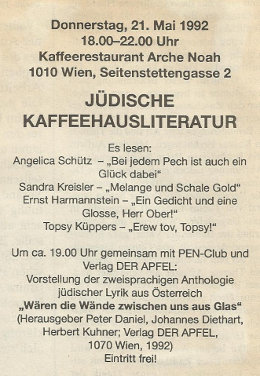 Donnerstag, 21. Mai 1992
18.00–22.00 Uhr
Kaffeerestaurant Arche Noah
1010 Wien, Seitenstettengasse 2
JÜDISCHE
KAFFEEHAUSLITERATUR
Es lesen:
Angelica Schütz – „Bei jedem Pech ist auch ein
Glück dabei“
Sandra Kreisler – „Melange und Schale Gold“
Ernst Harmannstein – „Ein Gedicht und eine
Glosse, Herr Ober!“
Topsy Küppers – „Erew tov, Topsy!“
Um ca. 19.00 Uhr gemeinsam mit PEN-Club und
Verlag DER APFEL:
Vorstellung der zweisprachigen Anthologie
jüdischer Lyrik aus Österreich
„Wären die Wände zwischen uns aus Glas“
(Herausgeber Peter Daniel, Johannes Diethart,
Herbert Kuhner; Verlag DER APFEL,
1070 Wien, 1992)
Eintritt frei!